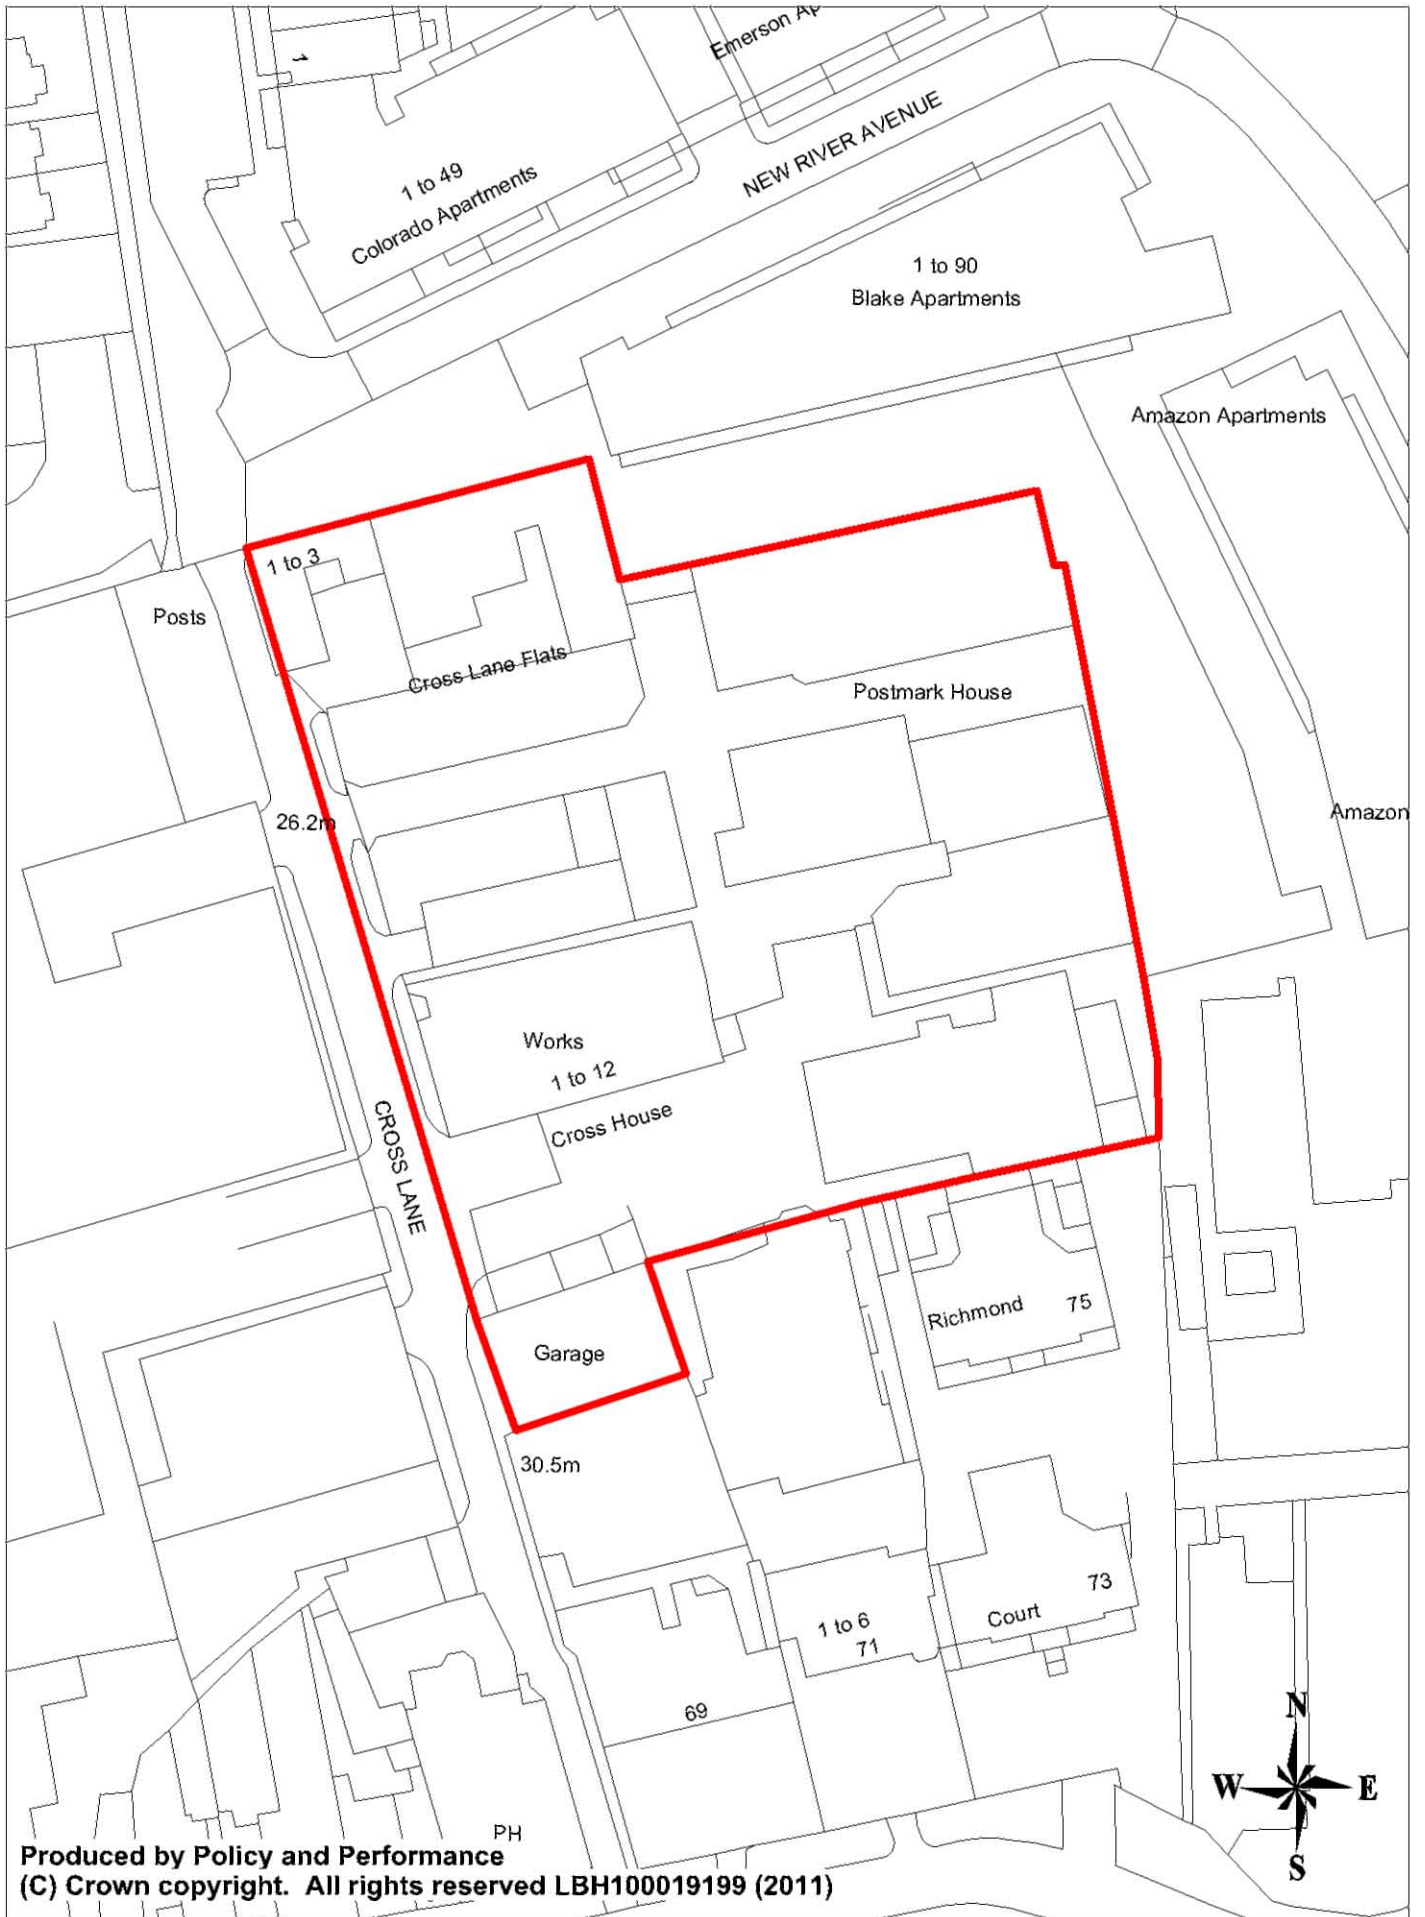 Emerson Ap
1
NEW RIVER AVENUE
1 to 49
Colorado Apartments
1 to 90
Blake Apartments
Amazon Apartments
1 to 3
Posts
Cross Lane Flats
Postmark House
26.2m
Amazon
Works
1 to 12
Cross House
CROSS LANE
Richmond
75
Garage
30.5m
73
Court
1 to 6
71
69
N
W
E
S
PH
Produced by Policy and Performance
(C) Crown copyright. All rights reserved LBH100019199 (2011)